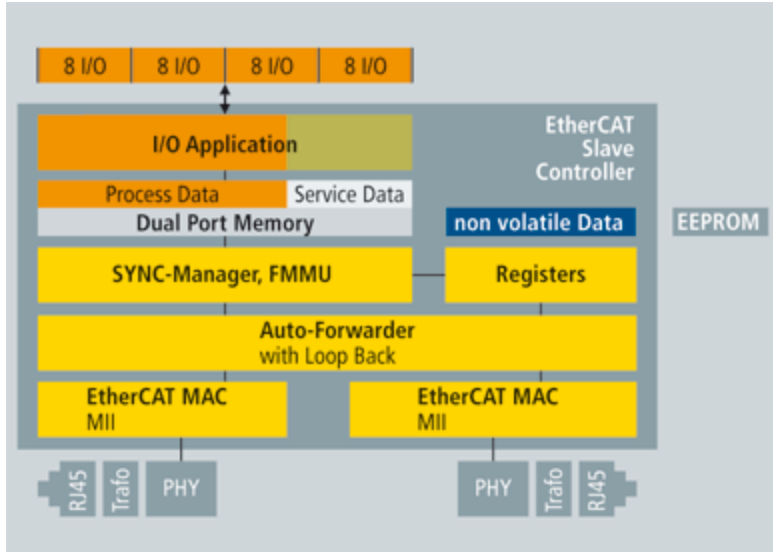 8 I/O 8 I/O 8 I/O 8 I/O
I/O Application
EtherCAT
Slave
Controller
Process Data Service Data
Dual Port Memory
non volatile Data
EEPROM
SYNC-Manager, FMMU
Registers
Auto-Forwarder
with Loop Back
EtherCAT MAC
MII
EtherCAT MAC
MII
RJ45
Trafo
PHY
PHY
Trafo
RJ45